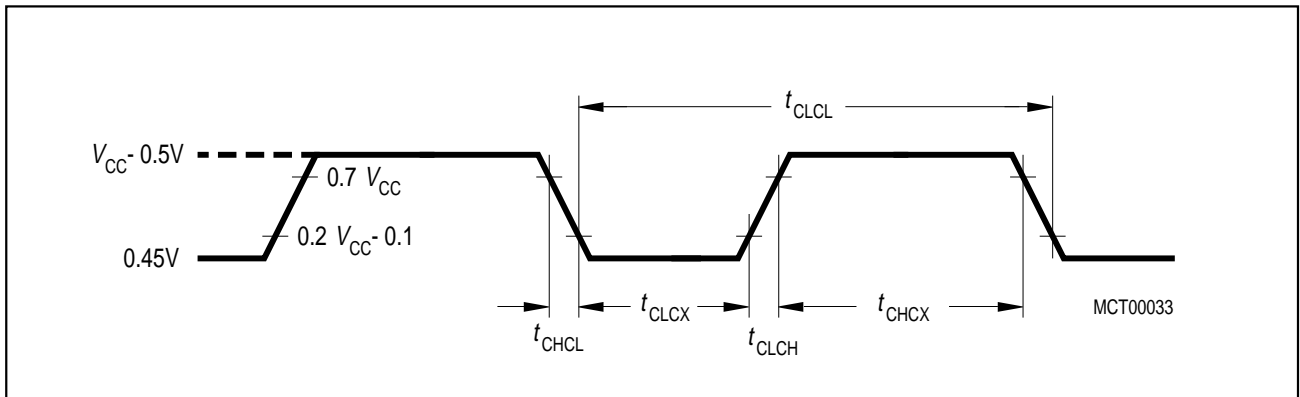 tCLCL
VCC- 0.5V
0.7 VCC
0.2 VCC- 0.1
0.45V
tCLCX
tCHCX
MCT00033
tCHCL
tCLCH